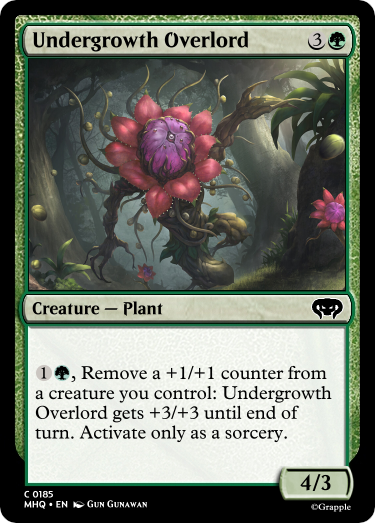 Undergrowth Overlord 3
Creature — Plant
1, Remove a +1/+1 counter from
a creature you control: Undergrowth
Overlord gets +3/+3 until end of
turn. Activate only as a sorcery.
4/3
C 0185
MHQ • EN Gun Gunawan
©Grapple